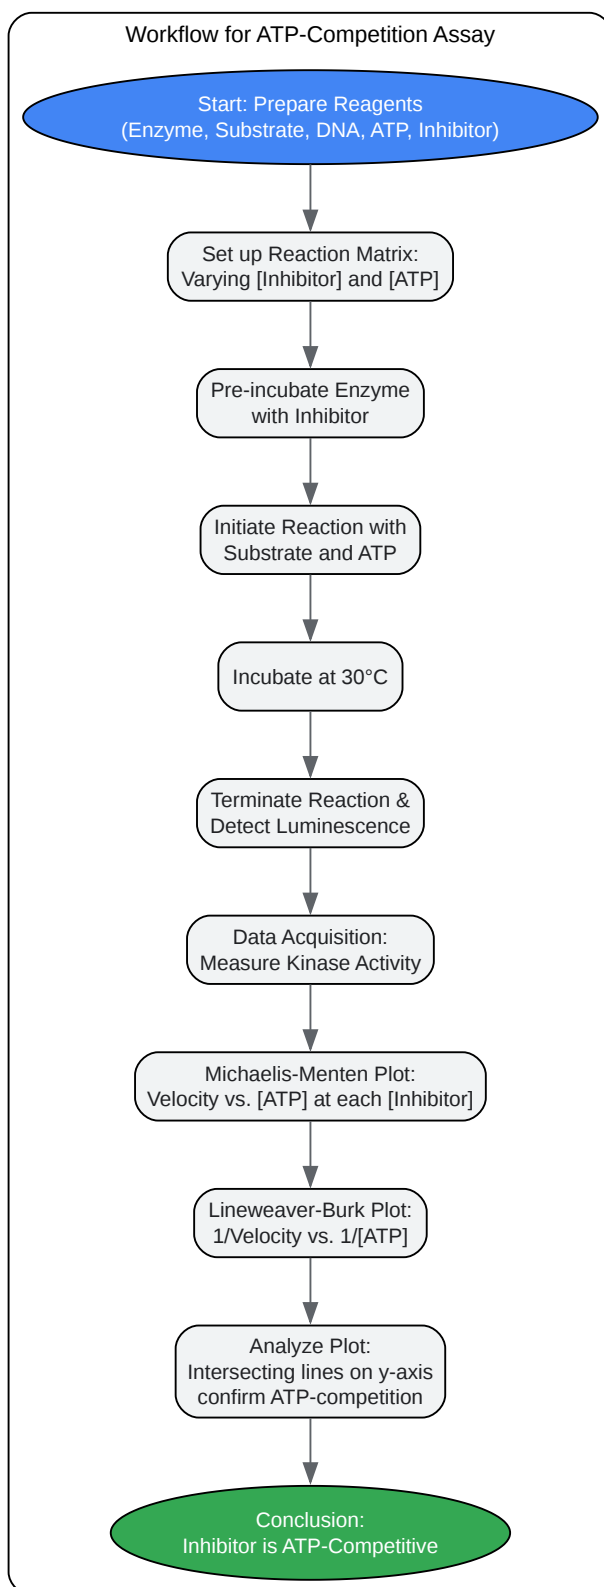 Workflow for ATP-Competition Assay
Start: Prepare Reagents
(Enzyme, Substrate, DNA, ATP, Inhibitor)
Set up Reaction Matrix:
Varying [Inhibitor] and [ATP]
Pre-incubate Enzyme
with Inhibitor
Initiate Reaction with
Substrate and ATP
Incubate at 30°C
Terminate Reaction &
Detect Luminescence
Data Acquisition:
Measure Kinase Activity
Michaelis-Menten Plot:
Velocity vs. [ATP] at each [Inhibitor]
Lineweaver-Burk Plot:
1/Velocity vs. 1/[ATP]
Analyze Plot:
Intersecting lines on y-axis
confirm ATP-competition
Conclusion:
Inhibitor is ATP-Competitive